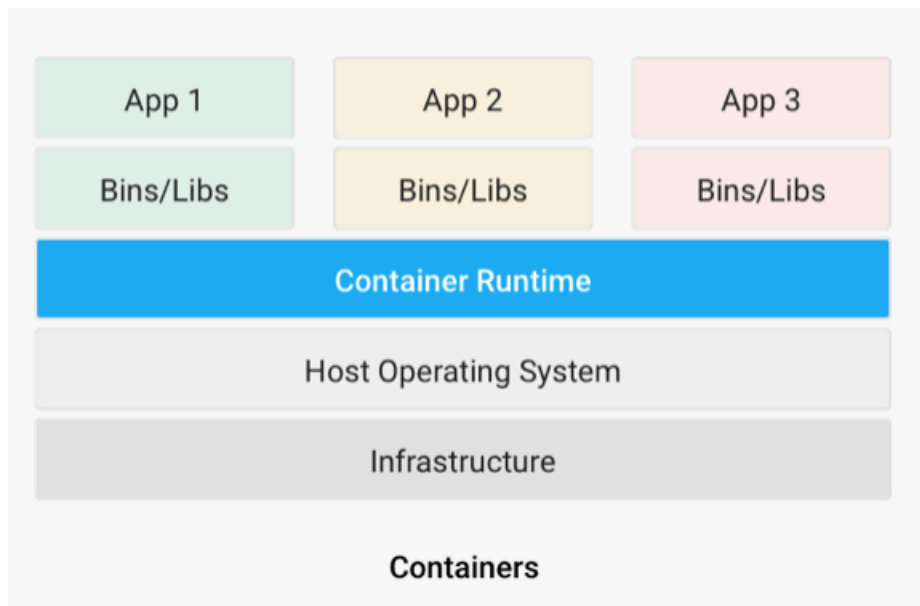 App 1
App 2
App 3
Bins/Libs
Bins/Libs
Bins/Libs
Container Runtime
Host Operating System
Infrastructure
Containers